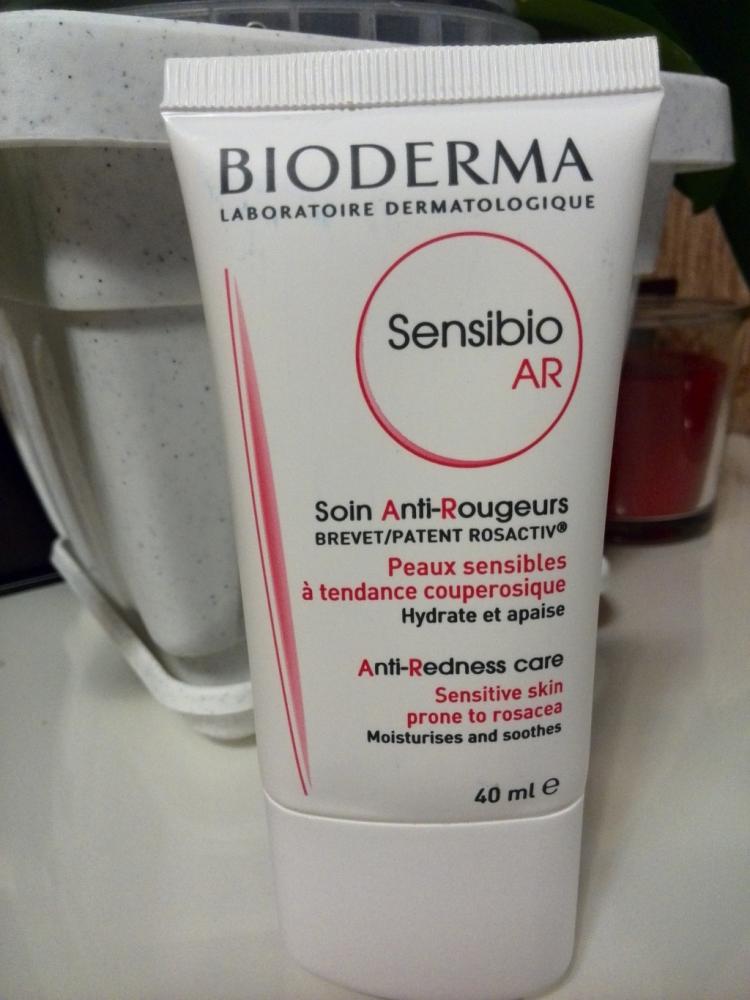 BIODERMA
LABORATOIRE DERMATOLOGIQUE
Sensibio
AR
Soin Anti-Rougeurs
BREVET/PATENT ROSACTIV®
Peaux sensibles
à tendance couperosique
Hydrate et apaise
Anti-Redness care
Sensitive skin
prone to rosacea
Moisturises and soothes
40 ml ℮